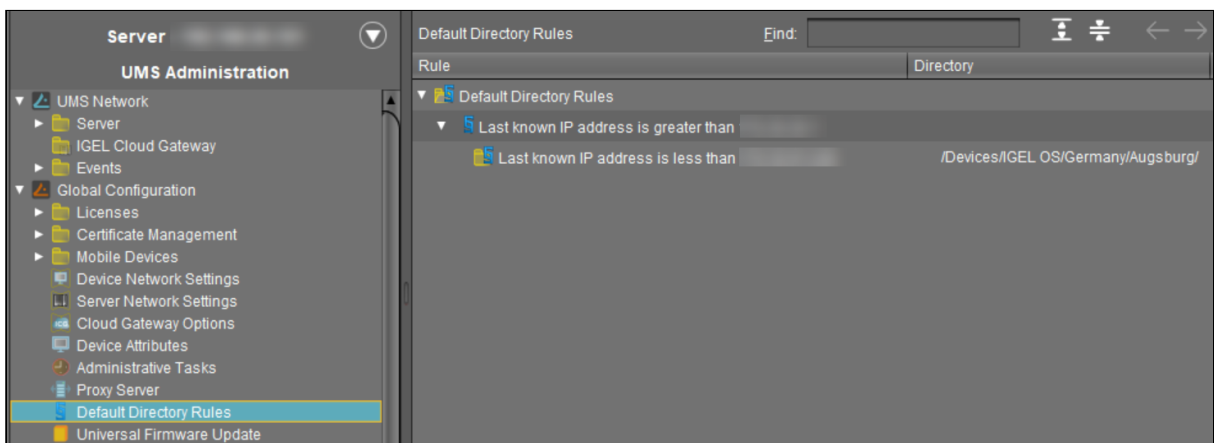 Server
UMS Administration
UMS Network
Server
IGEL Cloud Gateway
Events
Global Configuration
Licenses
Certificate Management
Mobile Devices
Device Network Settings
Server Network Settings
Cloud Gateway Options
Device Attributes
Administrative Tasks
Proxy Server
Default Directory Rules
Universal Firmware Update
Default Directory Rules Find:
Rule Directory
Default Directory Rules
Last known IP address is greater than
Last known IP address is less than /Devices/IGEL OS/Germany/Augsburg/